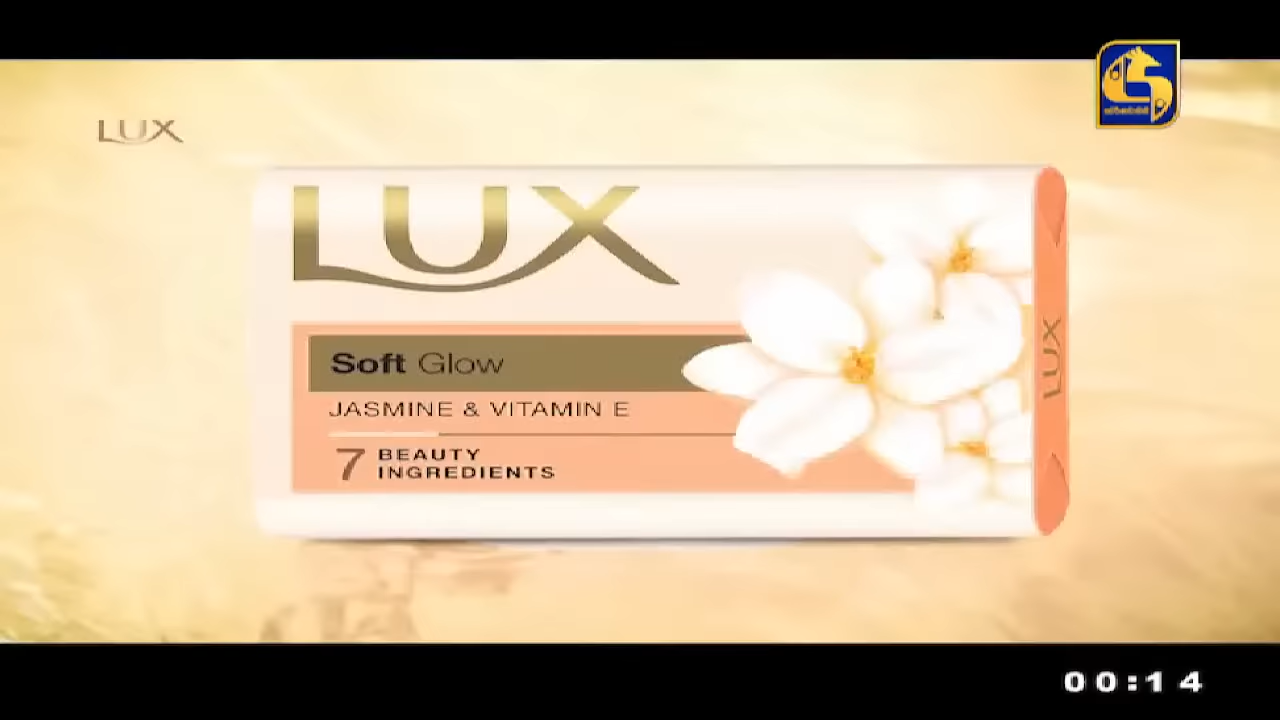 LUX
LUX
Soft Glow
JASMINE & VITAMIN E
7 BEAUTY
INGREDIENTS
LUX
00:14